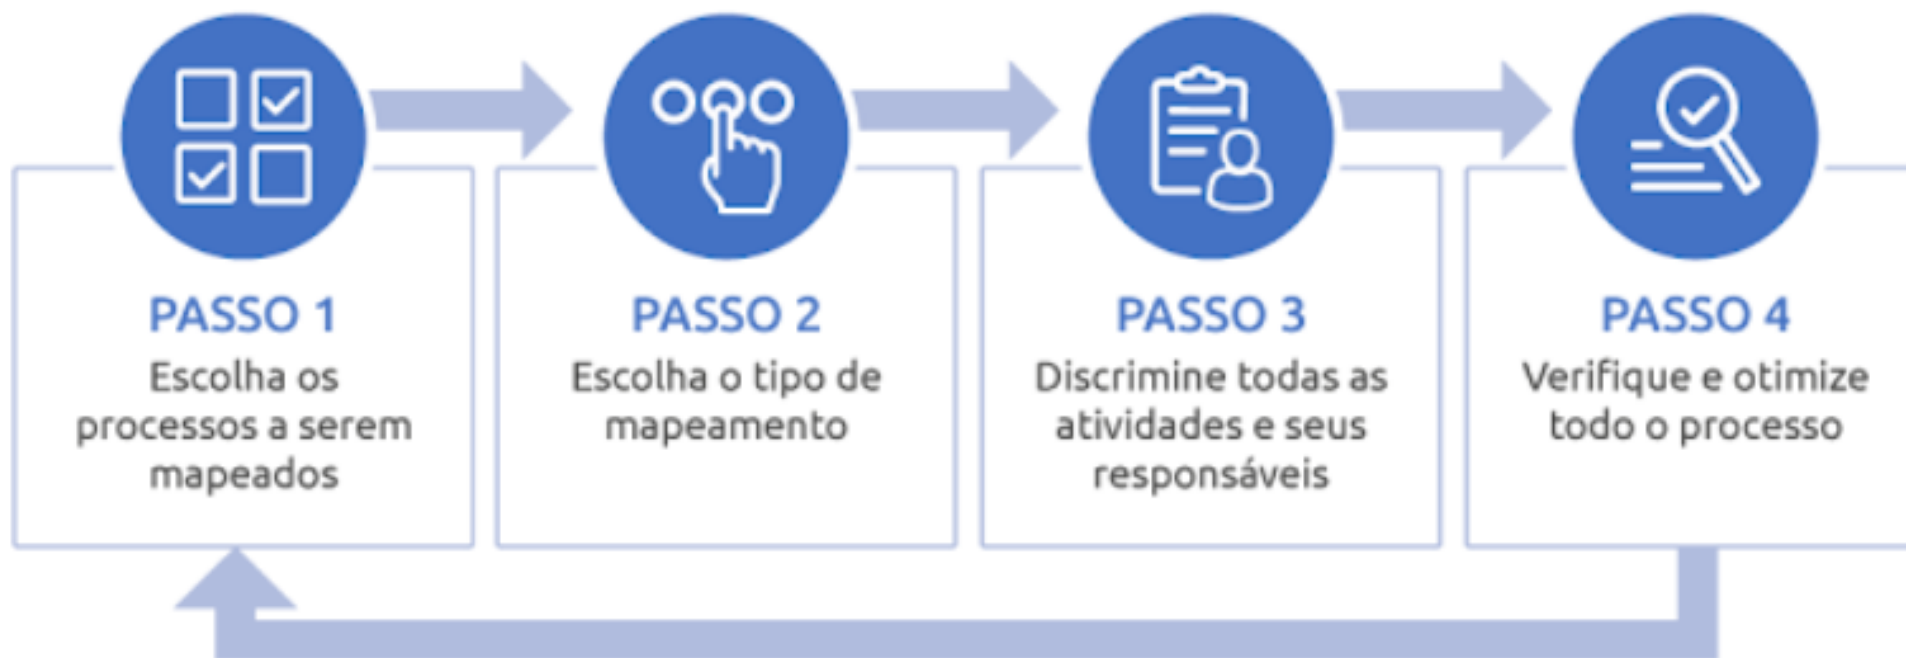 PASSO 1
Escolha os
processos a serem
mapeados
PASSO 2
Escolha o tipo de
mapeamento
PASSO 3
Discrimine todas as
atividades e seus
responsáveis
PASSO 4
Verifique e otimize
todo o processo